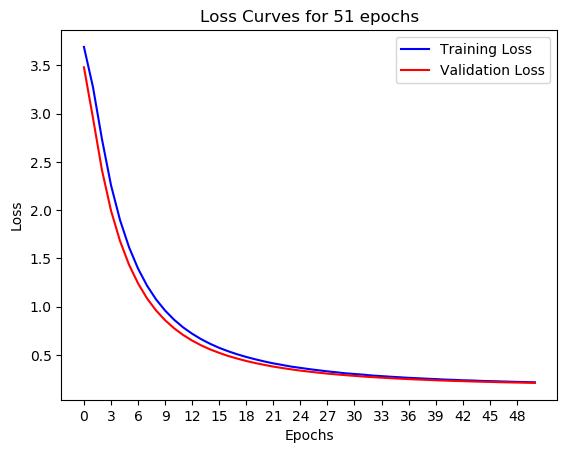 Loss Curves for 51 epochs
Training Loss
Validation Loss
3.5
3.0
2.5
2.0
1.5
1.0
0.5
Loss
0 3 6 9 12 15 18 21 24 27 30 33 36 39 42 45 48
Epochs